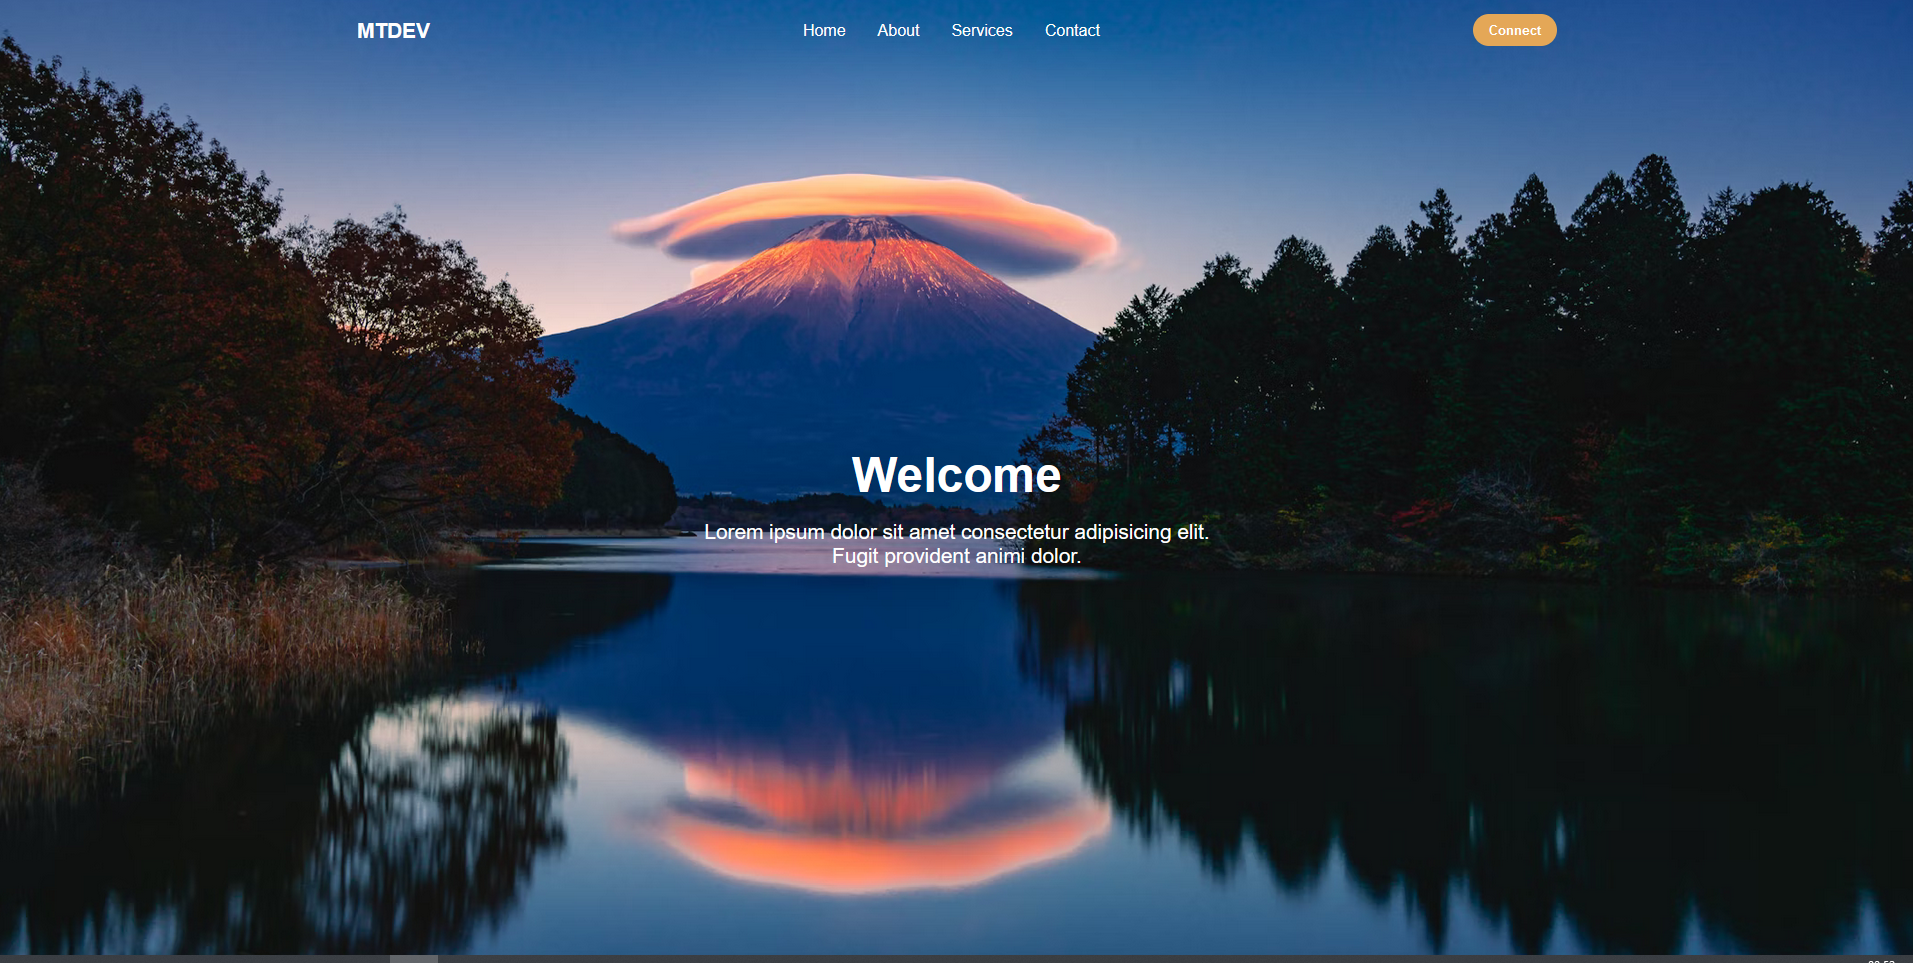 MTDEV
Home About Services Contact
Connect
Welcome
Lorem ipsum dolor sit amet consectetur adipisicing elit.
Fugit provident animi dolor.